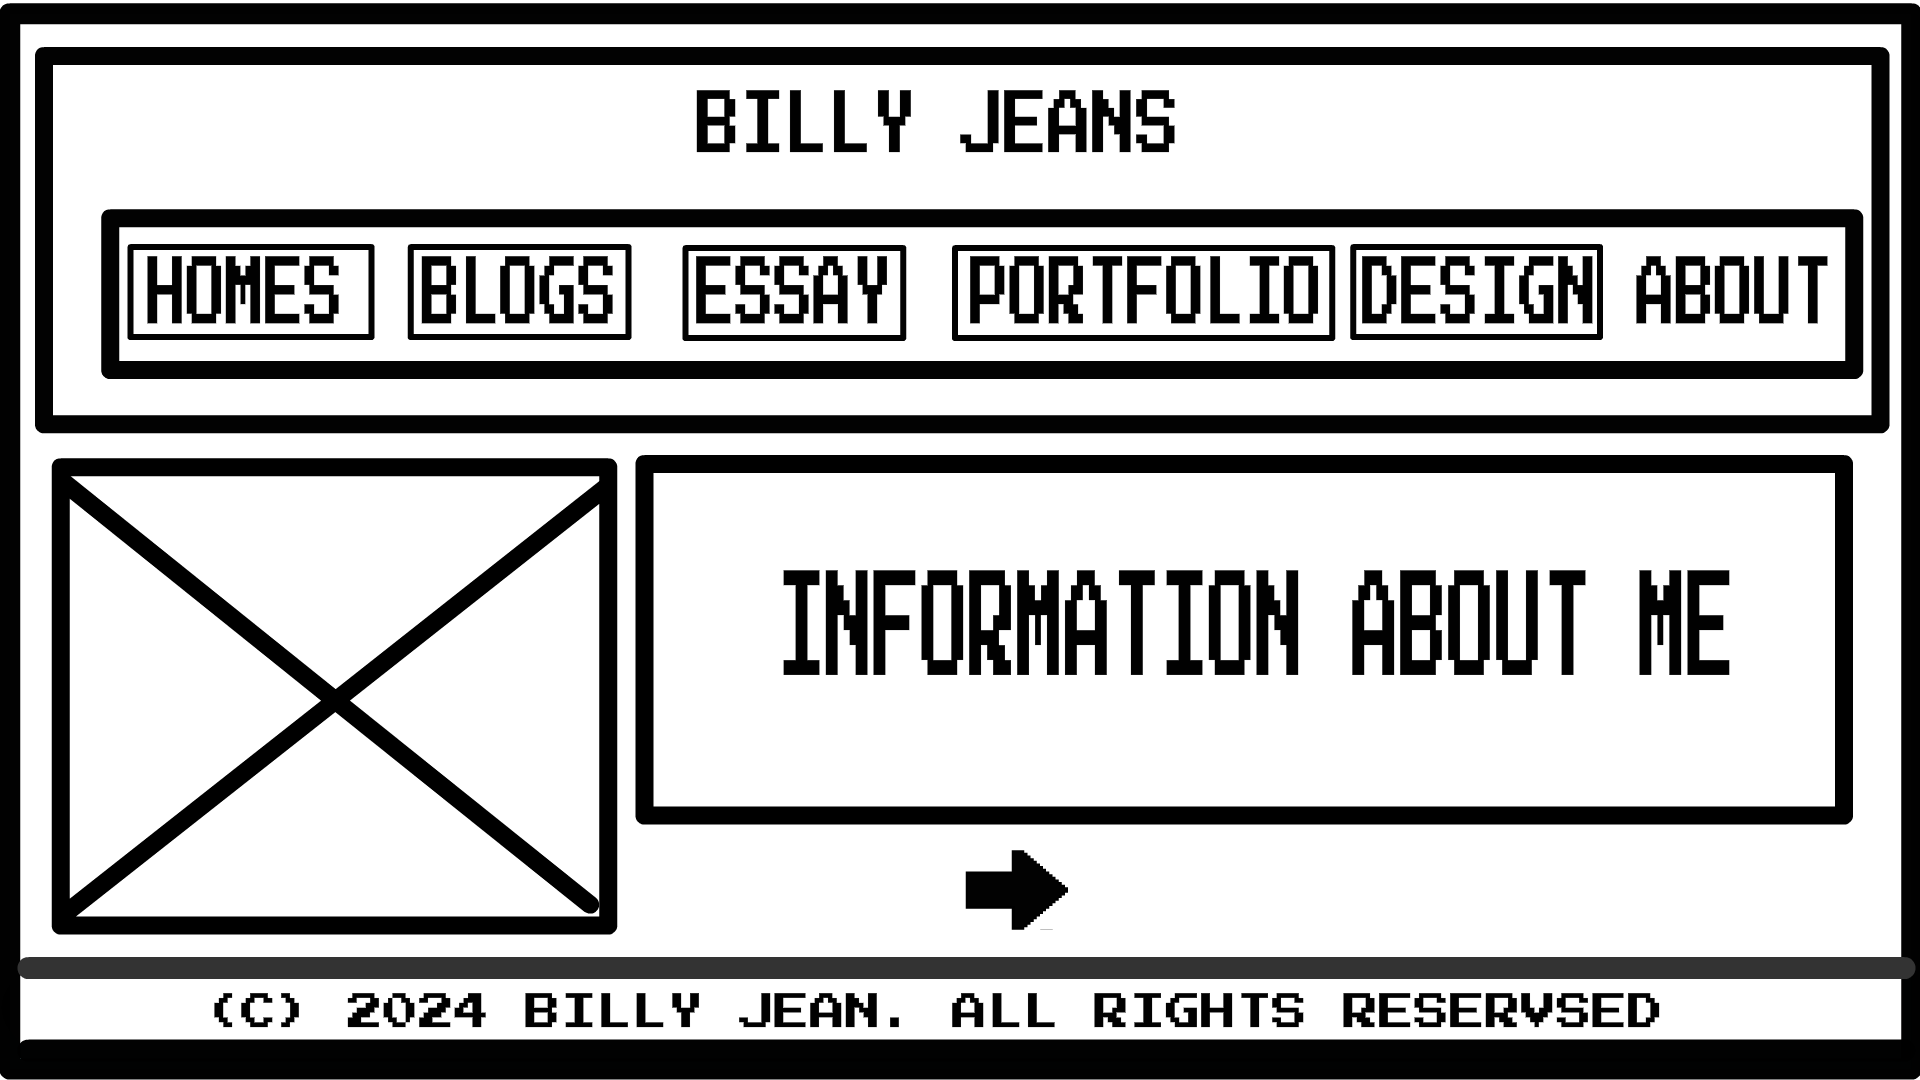 BILLY JEANS
HOMES BLOGS ESSAY PORTFOLIO DESIGN ABOUT
INFORMATION ABOUT ME
(C) 2024 BILLY JEAN. ALL RIGHTS RESERVSED